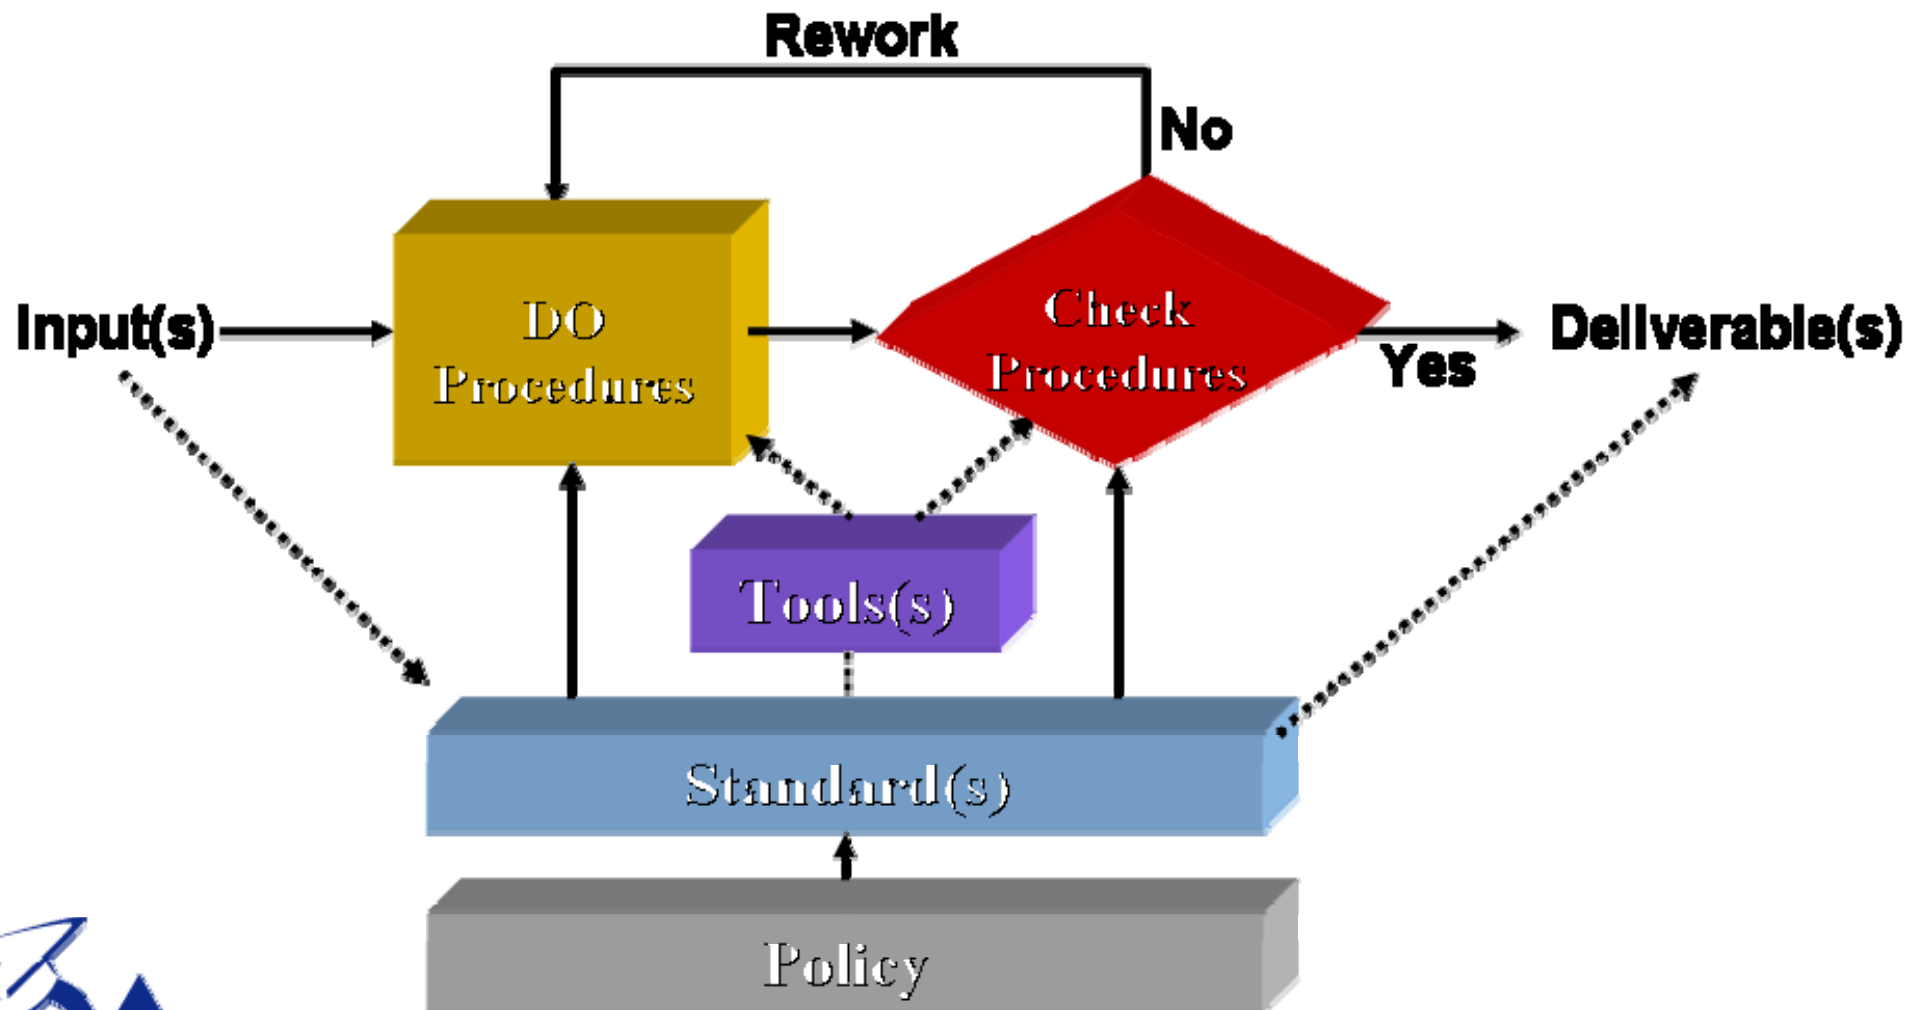 Rework
No
Input(s)
DO
Procedures
Check
Procedures
Yes
Deliverable(s)
Tools(s)
Standard(s)
Policy